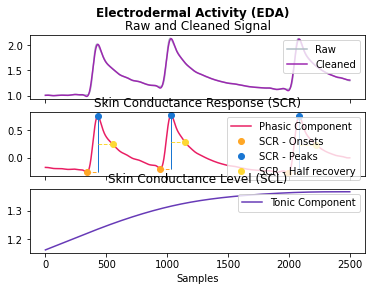 Electrodermal Activity (EDA)
Raw and Cleaned Signal
2.0
1.5
1.0
Raw
Cleaned
Skin Conductance Response (SCR)
0.5
0.0
Phasic Component
SCR - Onsets
SCR - Peaks
SCR - Half recovery
Skin Conductance Level (SCL)
1.3
1.2
Tonic Component
0 500 1000 1500 2000 2500
Samples